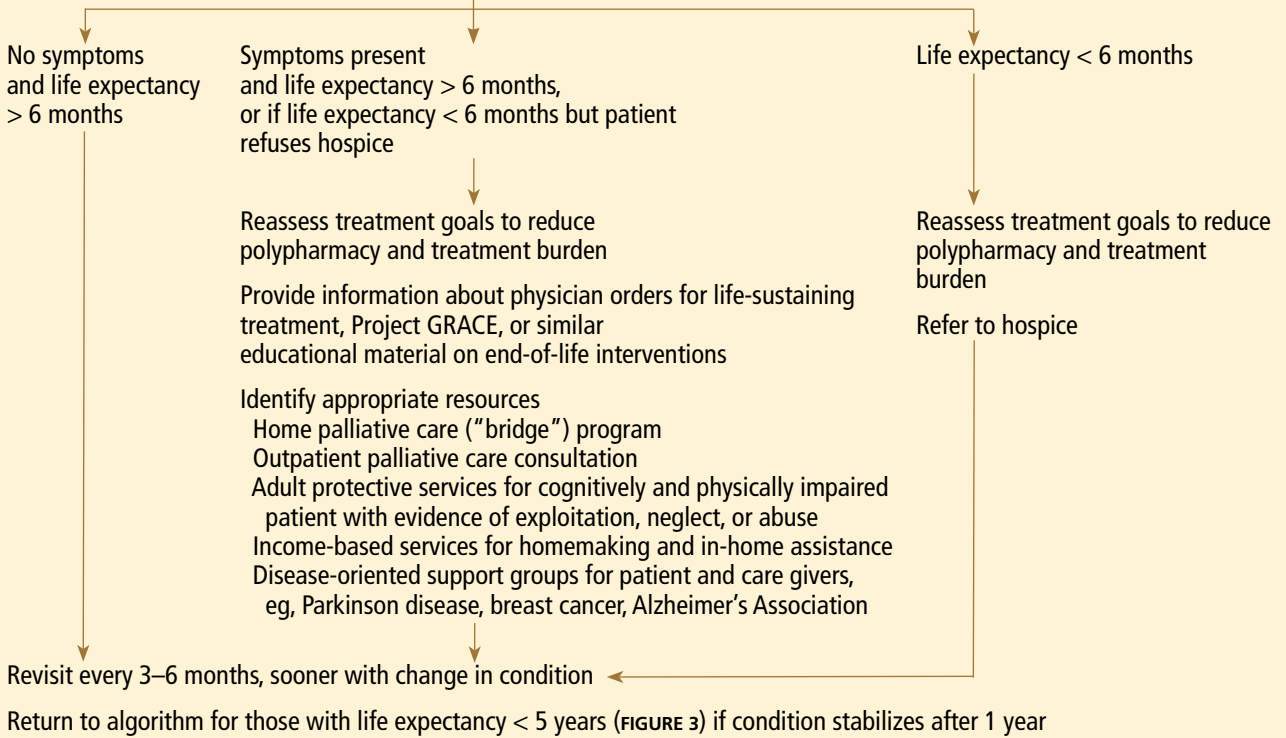 No symptoms
and life expectancy
> 6 months
Symptoms present
and life expectancy > 6 months,
or if life expectancy < 6 months but patient
refuses hospice
Life expectancy < 6 months
Reassess treatment goals to reduce
polypharmacy and treatment burden
Provide information about physician orders for life-sustaining
treatment, Project GRACE, or similar
educational material on end-of-life interventions
Identify appropriate resources
Home palliative care ("bridge") program
Outpatient palliative care consultation
Adult protective services for cognitively and physically impaired
patient with evidence of exploitation, neglect, or abuse
Income-based services for homemaking and in-home assistance
Disease-oriented support groups for patient and care givers,
eg, Parkinson disease, breast cancer, Alzheimer's Association
Reassess treatment goals to reduce
polypharmacy and treatment
burden
Refer to hospice
Revisit every 3–6 months, sooner with change in condition
Return to algorithm for those with life expectancy < 5 years (FIGURE 3) if condition stabilizes after 1 year